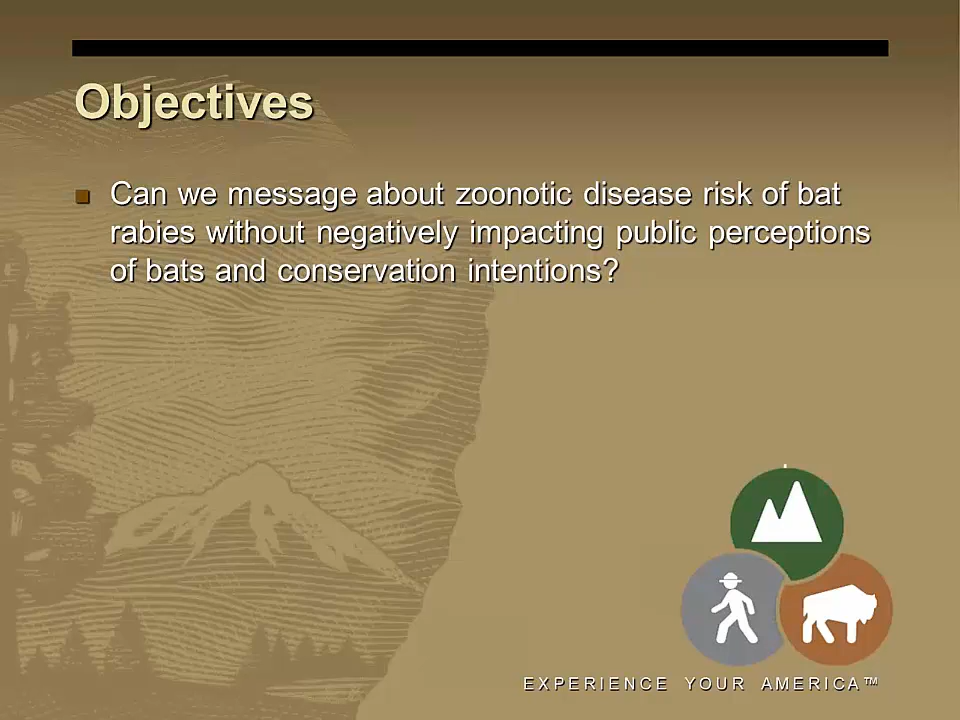 Objectives
Can we message about zoonotic disease risk of bat
rabies without negatively impacting public perceptions
of bats and conservation intentions?
EXPERIENCE YOUR AMERICA™